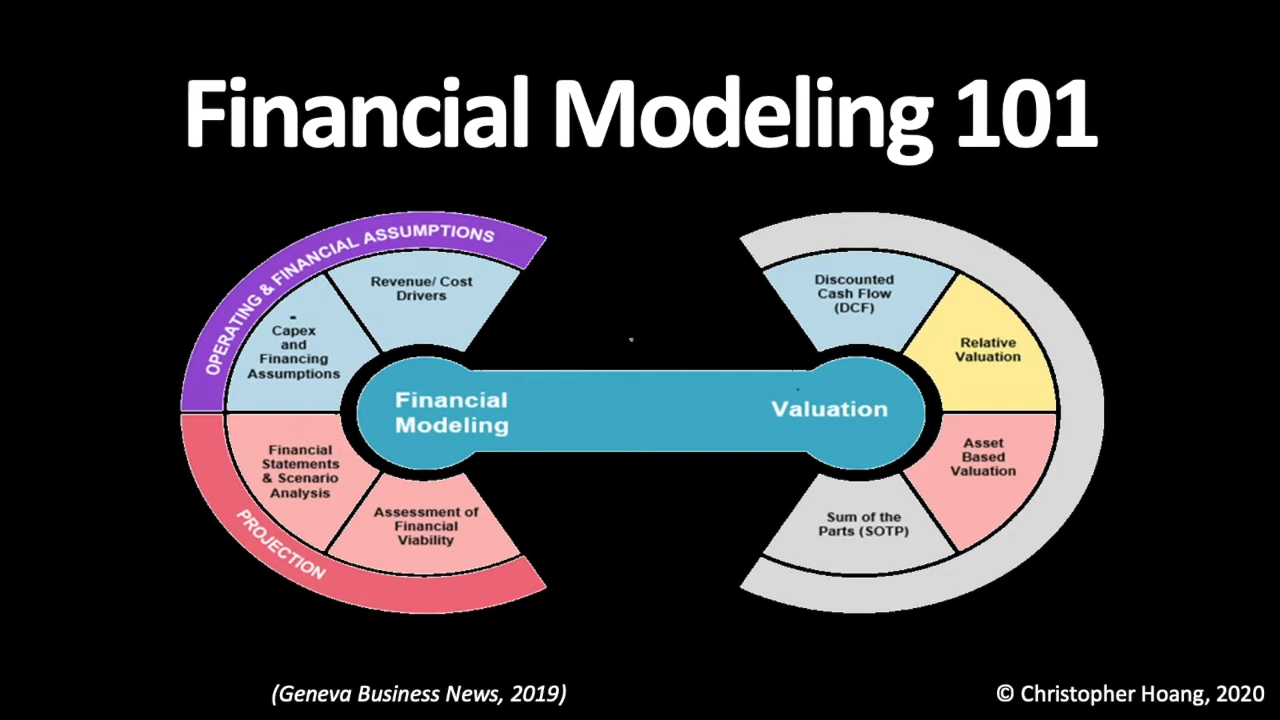 Financial Modeling 101
OPERATING & FINANCIAL ASSUMPTIONS
Revenue/ Cost
Drivers
Capex
and
Financing
Assumptions
Financial
Statements
& Scenario
Analysis
Assessment of
Financial
Viability
PROJECTION
Financial
Modeling
Valuation
Discounted
Cash Flow
(DCF)
Relative
Valuation
Asset
Based
Valuation
Sum of the
Parts (SOTP)
(Geneva Business News, 2019)
© Christopher Hoang, 2020